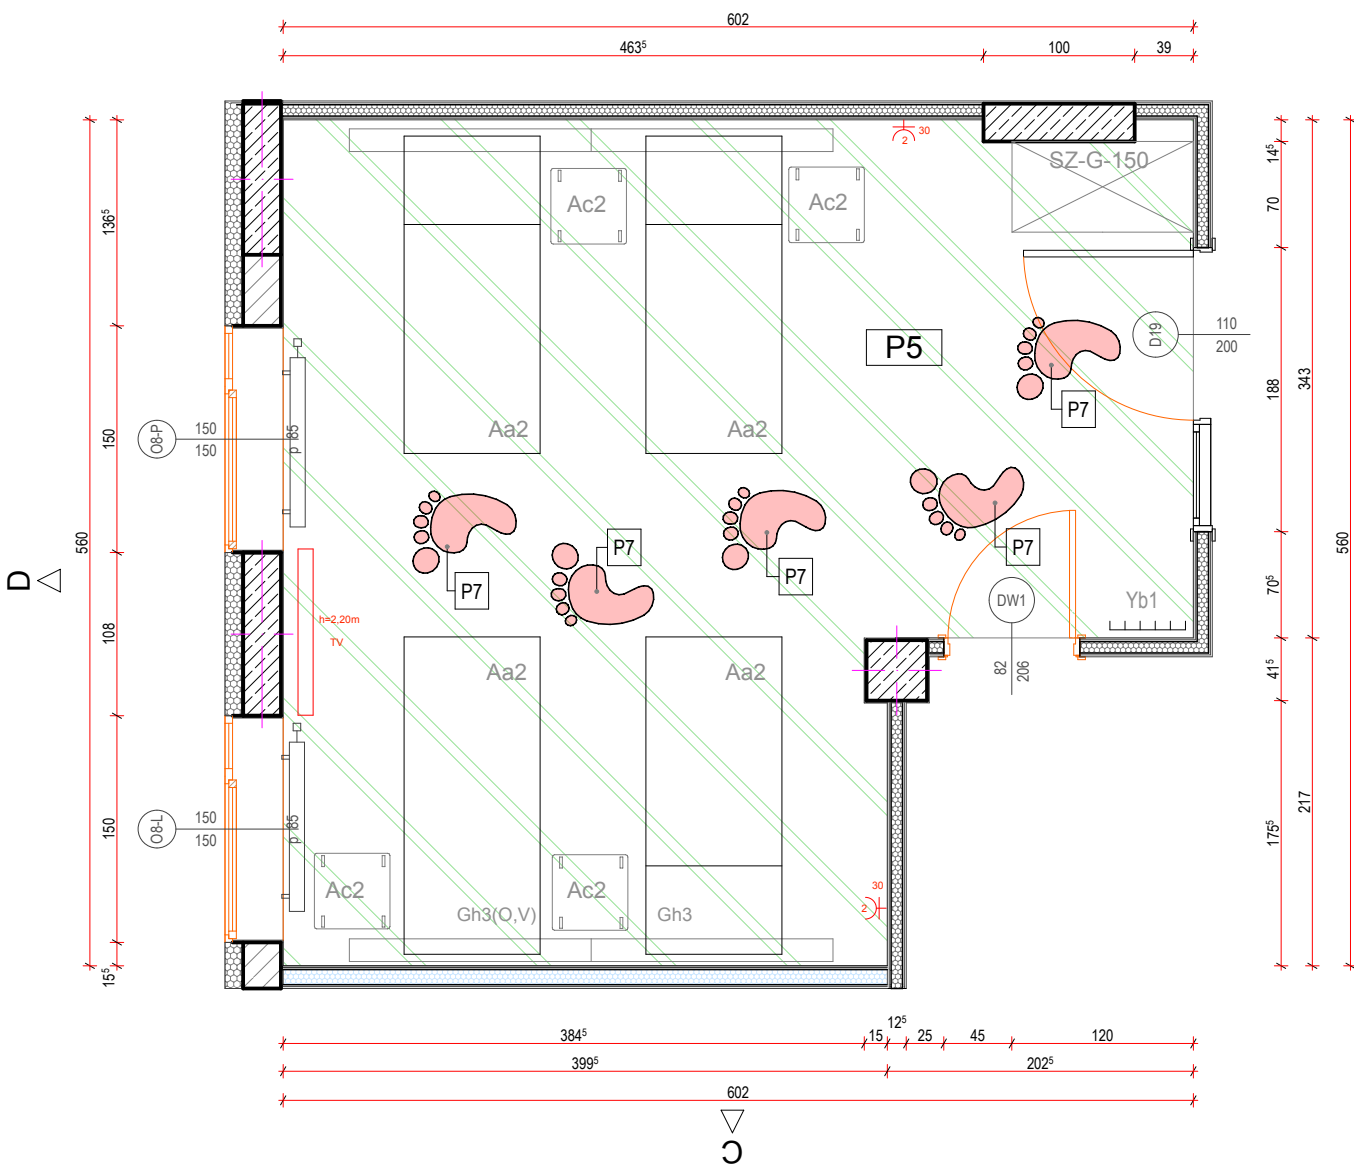 602
463⁵
100
39
30
2
SZ-G-150
Ac2
Ac2
136⁵
14⁵
70
P5
D19
110
200
188
343
P7
O8-P
150
150
p 85
150
Aa2
Aa2
560
560
P7
P7
P7
P7
D
108
h=2,20m
TV
DW1
Yb1
70⁵
82
206
Aa2
Aa2
41⁵
217
175⁵
O8-L
150
150
p 85
150
Ac2
Ac2
Gh3(O,V)
Gh3
30
2
15⁵
384⁵
15
12⁵
25
45
120
399⁵
202⁵
602
C